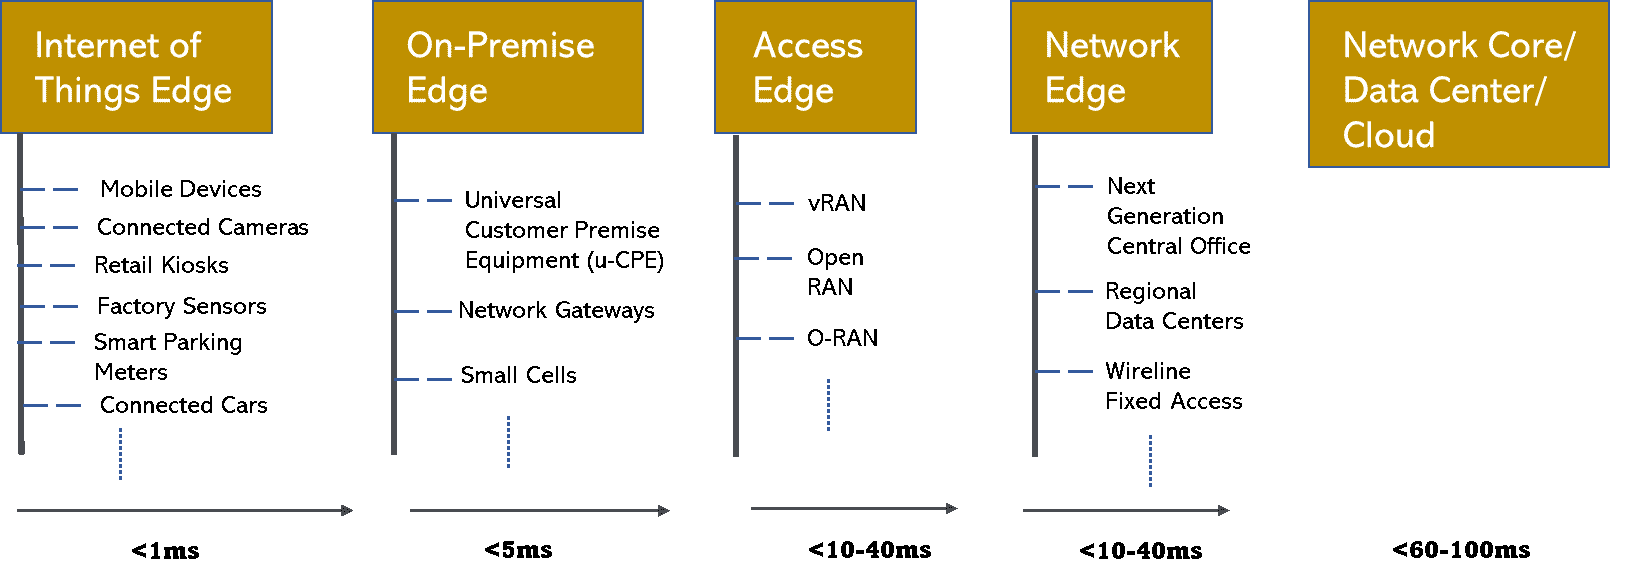 Internet of
Things Edge
On-Premise
Edge
Access
Edge
Network
Edge
Network Core/
Data Center/
Cloud
Mobile Devices
Connected Cameras
Retail Kiosks
Factory Sensors
Smart Parking
Meters
Connected Cars
Universal
Customer Premise
Equipment (u-CPE)
Network Gateways
Small Cells
vRAN
Open
RAN
O-RAN
Next
Generation
Central Office
Regional
Data Centers
Wireline
Fixed Access
<1ms
<5ms
<10-40ms
<10-40ms
<60-100ms